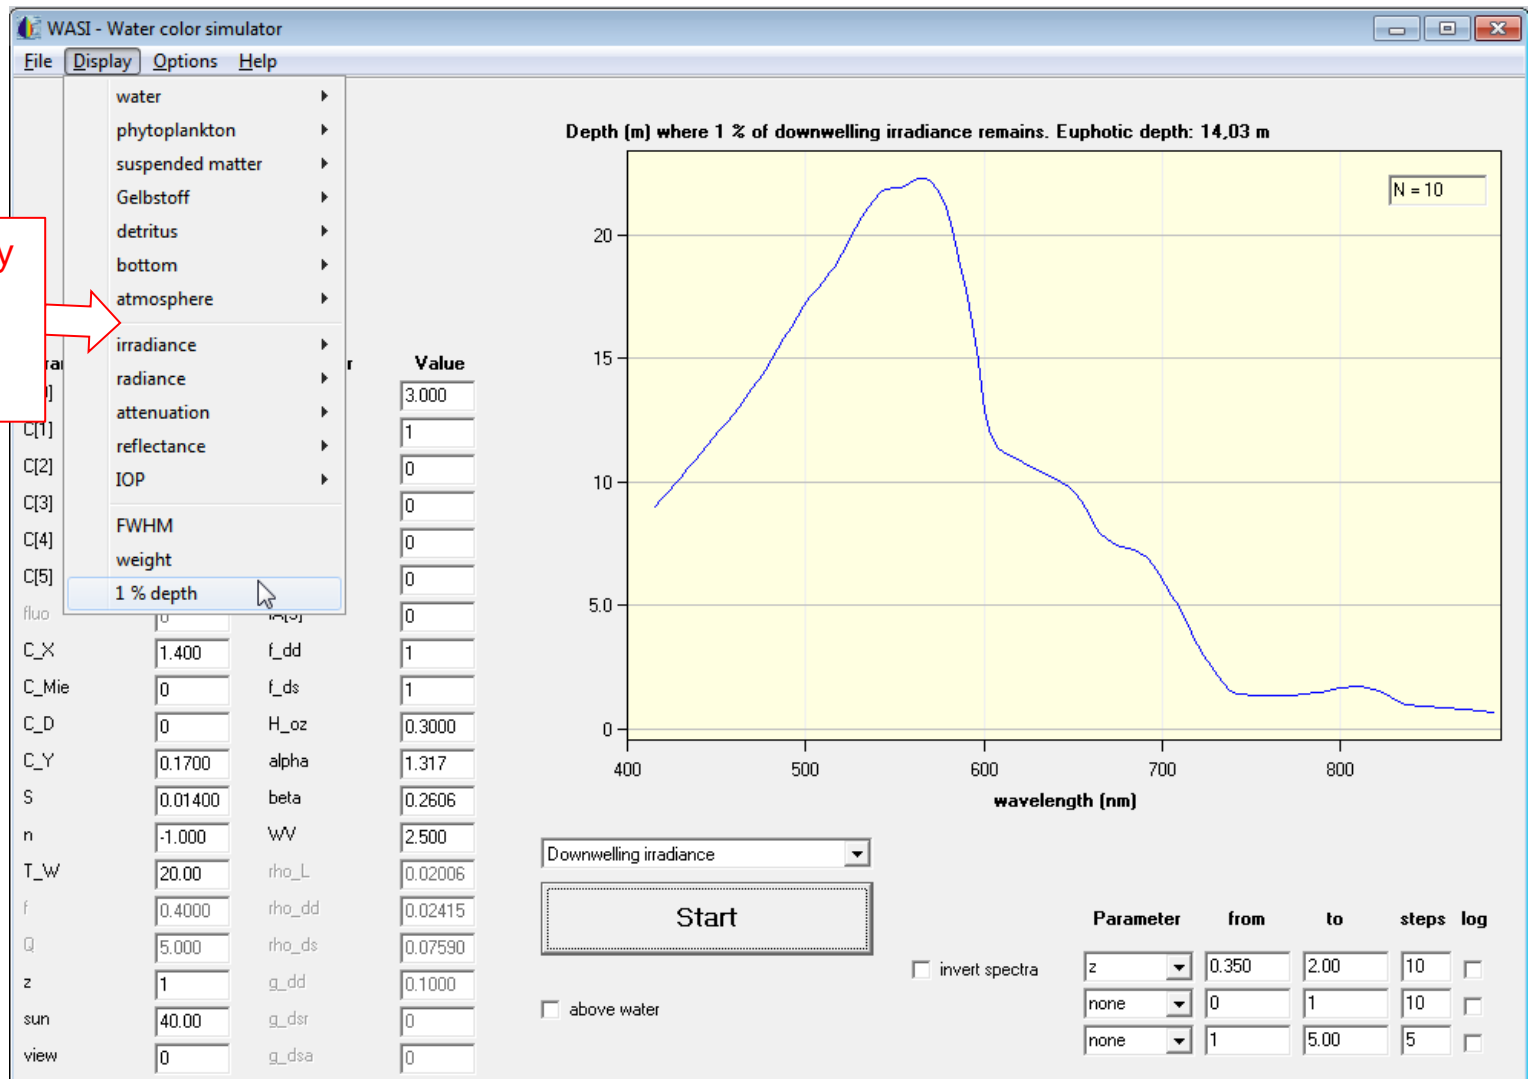 WASI - Water color simulator
File Display Options Help
water
phytoplankton
suspended matter
Gelbstoff
detritus
bottom
atmosphere
irradiance
radiance
attenuation
reflectance
IOP
FWHM
weight
1 % depth
y
Value
3.000
C[1] 1
C[2] 0
C[3] 0
C[4] 0
C[5] 0
fluo 0 fA[5] 0
C_X 1.400 f_dd 1
C_Mie 0 f_ds 1
C_D 0 H_oz 0.3000
C_Y 0.1700 alpha 1.317
S 0.01400 beta 0.2606
n -1.000 WV 2.500
T_W 20.00 rho_L 0.02006
f 0.4000 rho_dd 0.02415
Q 5.000 rho_ds 0.07590
z 1 g_dd 0.1000
sun 40.00 g_dsr 0
view 0 g_dsa 0
Depth (m) where 1 % of downwelling irradiance remains. Euphotic depth: 14,03 m
N = 10
20
15
10
5.0
0
400 500 600 700 800
wavelength (nm)
Downwelling irradiance
Start
above water
invert spectra
Parameter from to steps log
z 0.350 2.00 10
none 0 1 10
none 1 5.00 5